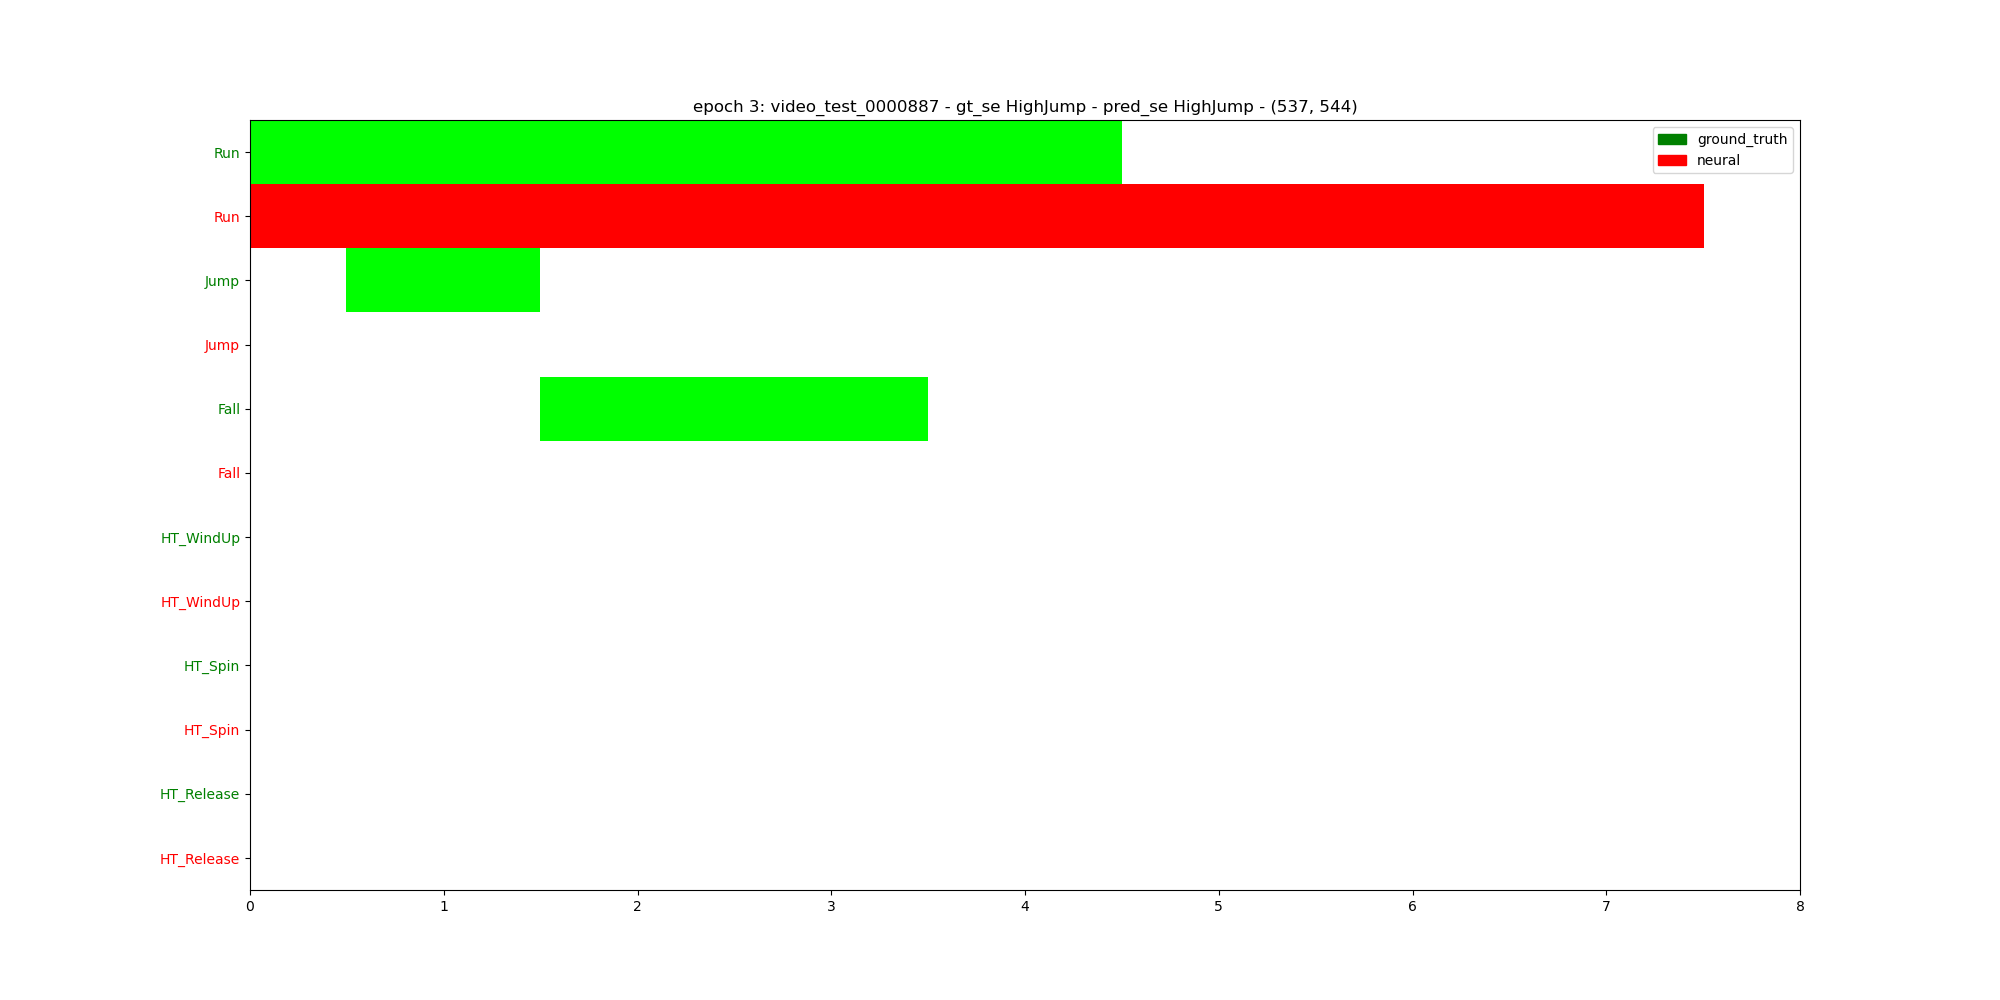 epoch 3: video_test_0000887 - gt_se HighJump - pred_se HighJump - (537, 544)
ground_truth
neural
Run
Run
Jump
Jump
Fall
Fall
HT_WindUp
HT_WindUp
HT_Spin
HT_Spin
HT_Release
HT_Release
0 1 2 3 4 5 6 7 8